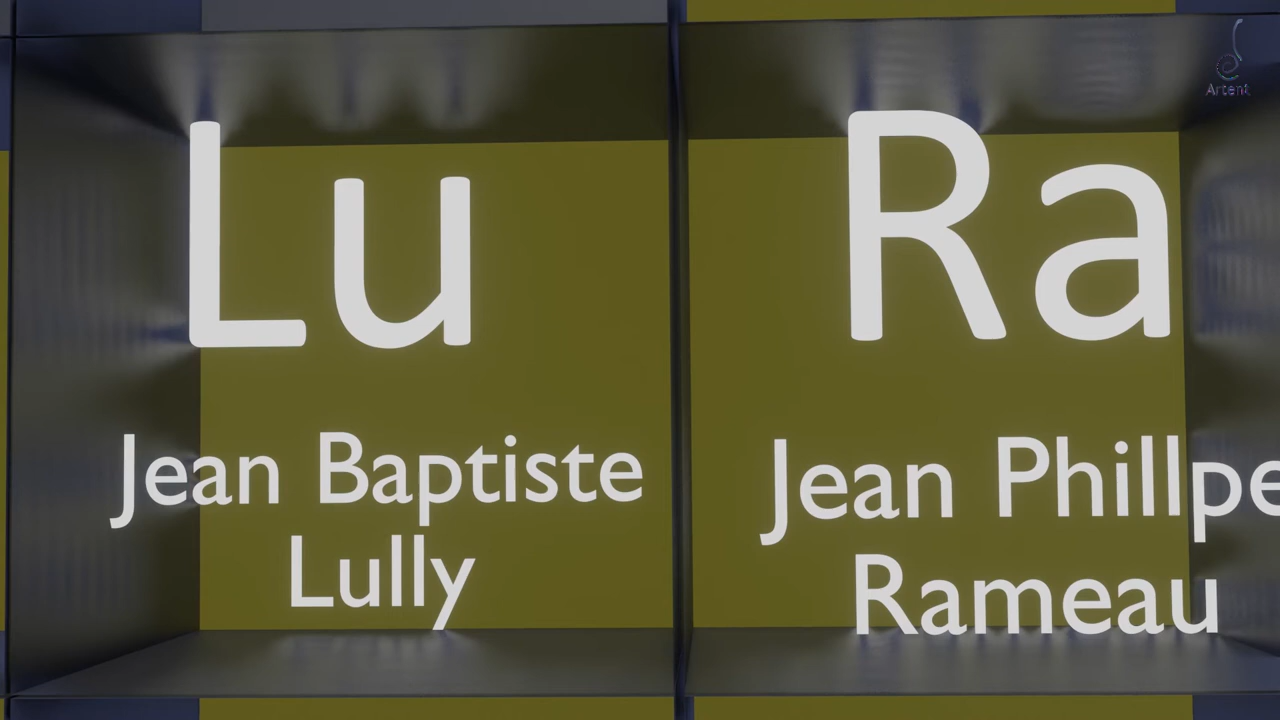 Lu
Jean Baptiste
Lully
Ra
Jean Phillpe
Rameau
Artent